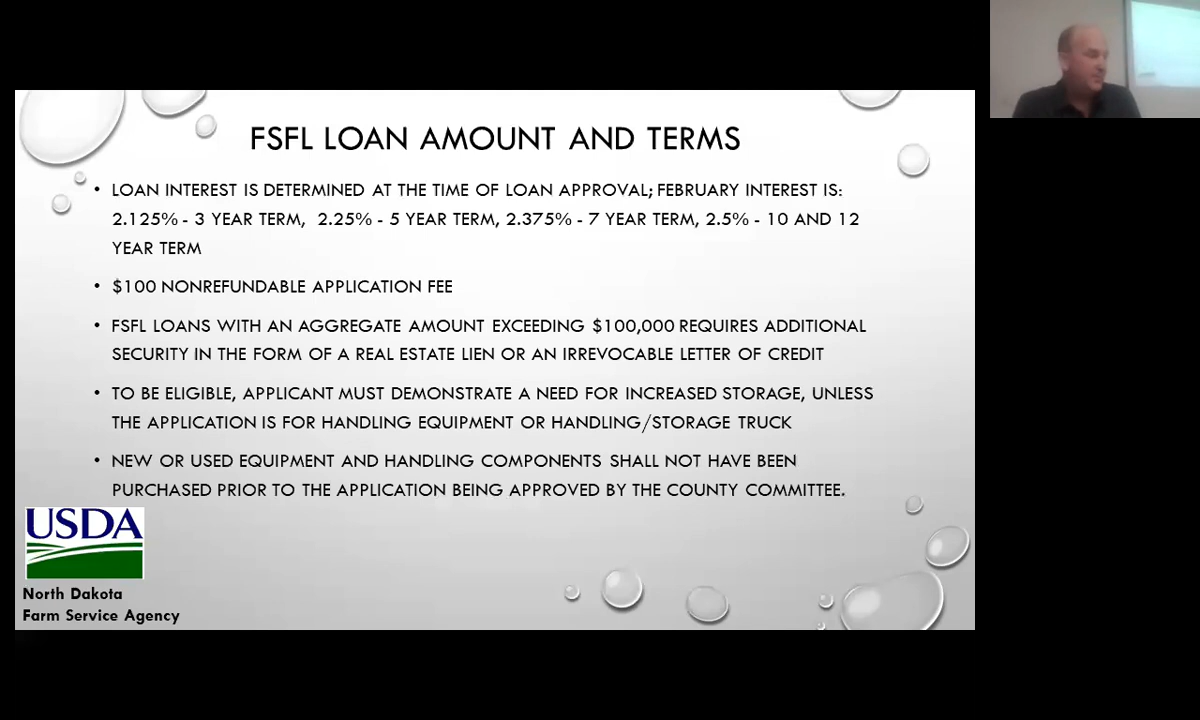 FSFL LOAN AMOUNT AND TERMS
• LOAN INTEREST IS DETERMINED AT THE TIME OF LOAN APPROVAL; FEBRUARY INTEREST IS:
2.125% - 3 YEAR TERM, 2.25% - 5 YEAR TERM, 2.375% - 7 YEAR TERM, 2.5% - 10 AND 12
YEAR TERM
• $100 NONREFUNDABLE APPLICATION FEE
• FSFL LOANS WITH AN AGGREGATE AMOUNT EXCEEDING $100,000 REQUIRES ADDITIONAL
SECURITY IN THE FORM OF A REAL ESTATE LIEN OR AN IRREVOCABLE LETTER OF CREDIT
• TO BE ELIGIBLE, APPLICANT MUST DEMONSTRATE A NEED FOR INCREASED STORAGE, UNLESS
THE APPLICATION IS FOR HANDLING EQUIPMENT OR HANDLING/STORAGE TRUCK
• NEW OR USED EQUIPMENT AND HANDLING COMPONENTS SHALL NOT HAVE BEEN
PURCHASED PRIOR TO THE APPLICATION BEING APPROVED BY THE COUNTY COMMITTEE.
USDA
North Dakota
Farm Service Agency